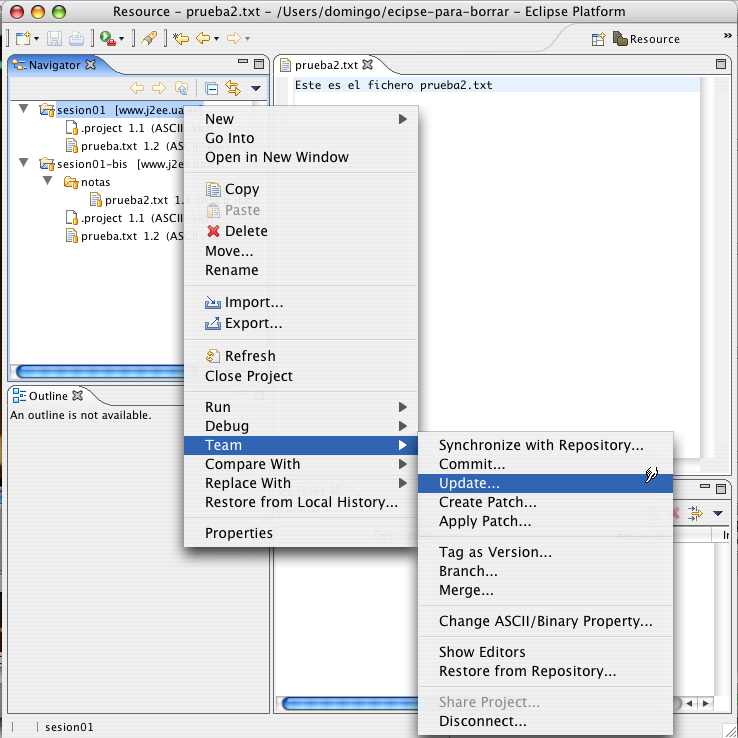 Resource - prueba2.txt - /Users/domingo/ecipse-para-borrar - Eclipse Platform
Resource
Navigator
prueba2.txt
Este es el fichero prueba2.txt
sesion01 [www.j2ee.ua
.project 1.1 (ASCII
prueba.txt 1.2 (ASCII
sesion01-bis [www.j2e
notas
prueba2.txt 1.
.project 1.1 (ASCII
prueba.txt 1.2 (ASCII
New
Go Into
Open in New Window
Copy
Paste
Delete
Move...
Rename
Import...
Export...
Refresh
Close Project
Run
Debug
Team
Compare With
Replace With
Restore from Local History...
Properties
Outline
An outline is not available.
Synchronize with Repository...
Commit...
Update...
Create Patch...
Apply Patch...
Tag as Version...
Branch...
Merge...
Change ASCII/Binary Property...
Show Editors
Restore from Repository...
Share Project...
Disconnect...
Description
Resource
In
sesion01